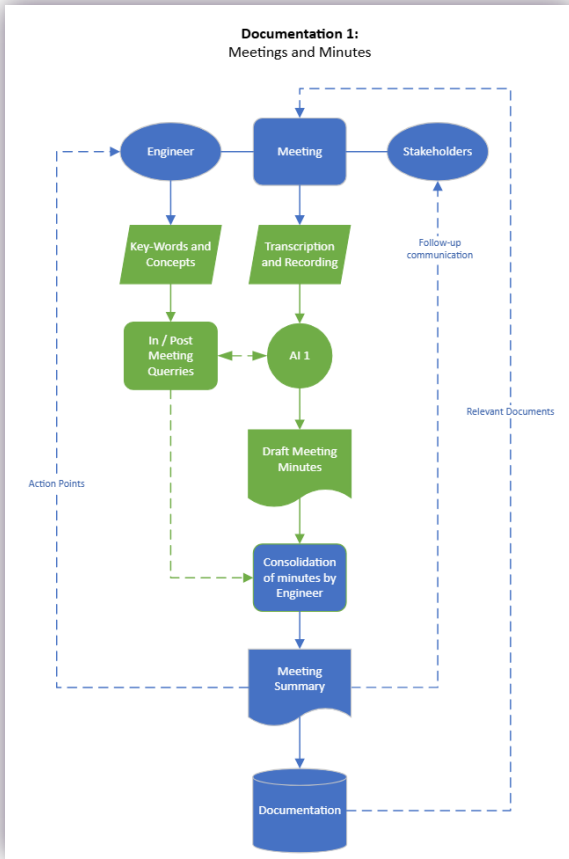 Documentation 1:
Meetings and Minutes
Engineer
Meeting
Stakeholders
Key-Words and
Concepts
Transcription
and Recording
Follow-up
communication
In / Post
Meeting
Querries
AI 1
Relevant Documents
Draft Meeting
Minutes
Action Points
Consolidation
of minutes by
Engineer
Meeting
Summary
Documentation